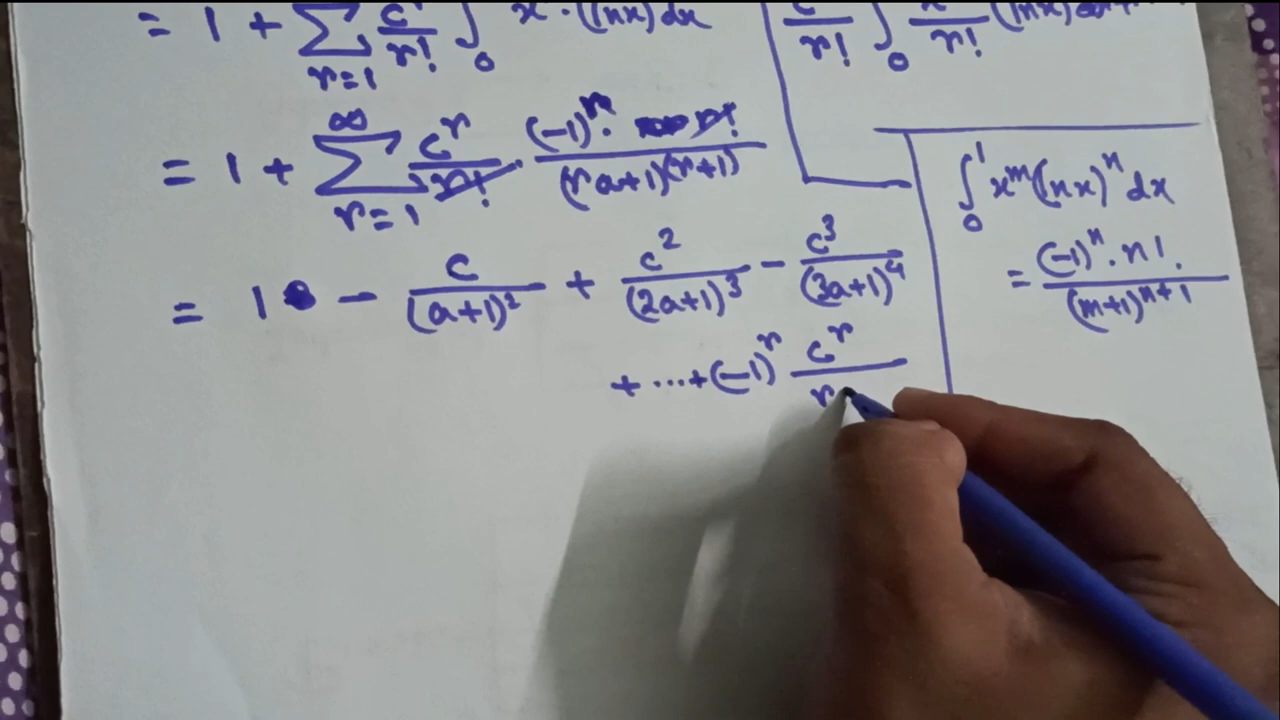 = 1 + ∑_{r=1} c^r/r! ∫_0 x · (lnx) dx
= 1 + ∑_{r=1}^{∞} c^r/r! · (-1)^r · r!/(ra+1)^(r+1)
= 1 - c/(a+1)^2 + c^2/(2a+1)^3 - c^3/(3a+1)^4
+ ...+(-1)^r c^r/r
c^r/r! ∫_0 x/r! (lnx)
∫_0^1 x^m (lnx)^n dx
= (-1)^n · n!/(m+1)^{n+1}